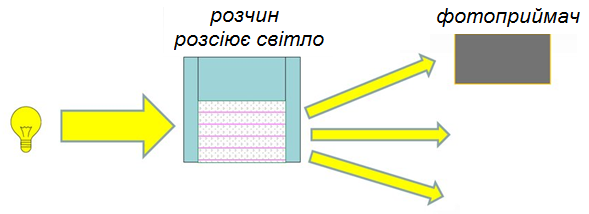 розчин
розсіює світло
фотоприймач